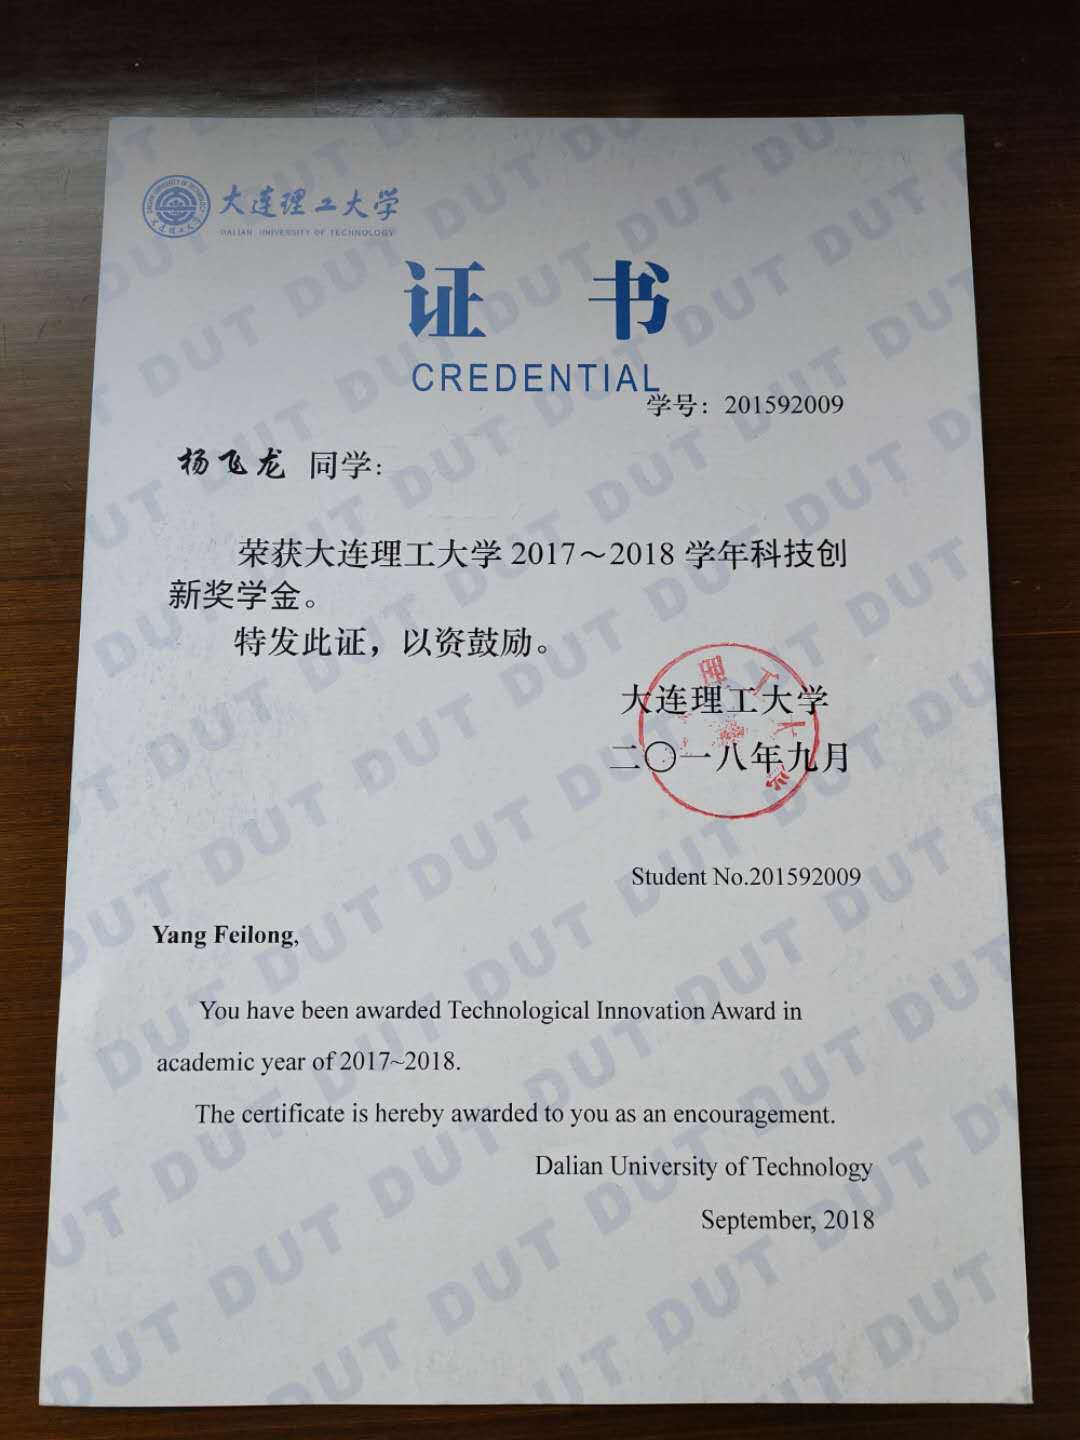 大连理工大学
DALIAN UNIVERSITY OF TECHNOLOGY
证书
CREDENTIAL
学号：201592009
杨飞龙 同学：
荣获大连理工大学 2017～2018 学年科技创
新奖学金。
特发此证，以资鼓励。
大连理工大学
二〇一八年九月
理工大学
Student No.201592009
Yang Feilong,
You have been awarded Technological Innovation Award in
academic year of 2017~2018.
The certificate is hereby awarded to you as an encouragement.
Dalian University of Technology
September, 2018
DUT